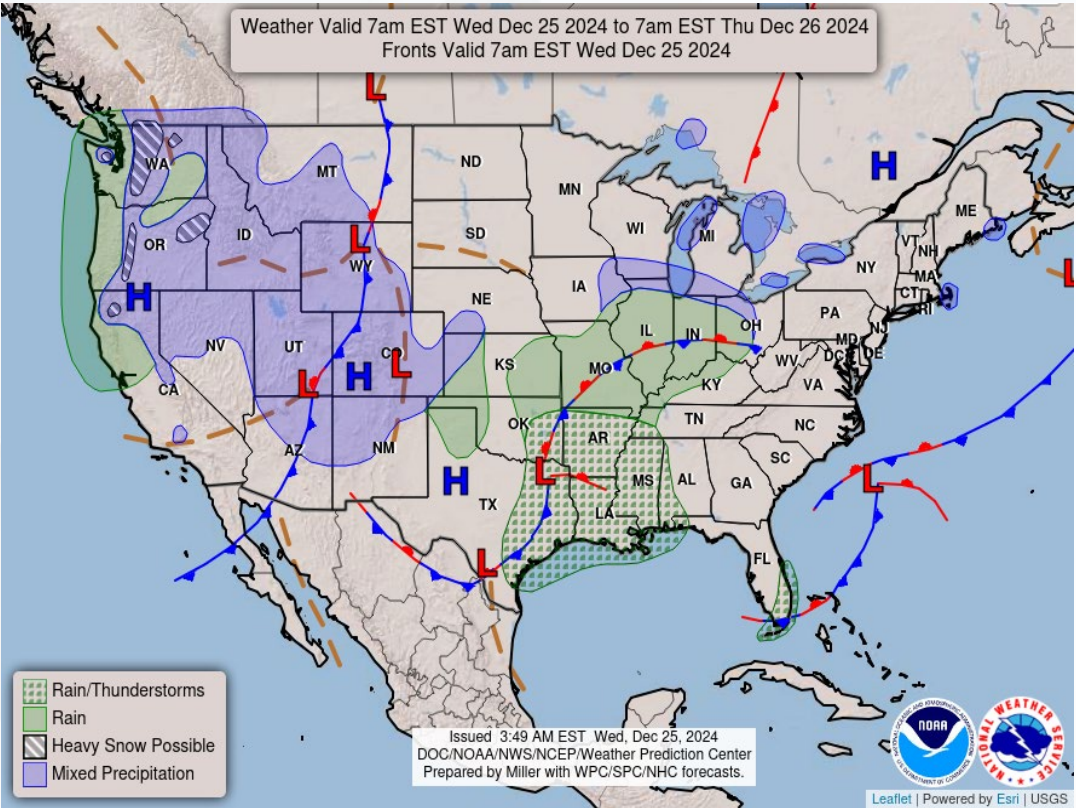 Weather Valid 7am EST Wed Dec 25 2024 to 7am EST Thu Dec 26 2024
Fronts Valid 7am EST Wed Dec 25 2024
L
H
L
WA
MT
ND
MN
OR
ID
L
WY
SD
WI
MI
ME
VT
NH
NY
MA
CT
RI
H
NV
UT
CO
NE
IA
IL
IN
OH
PA
NJ
MD
DE
DC
WV
VA
CA
L
H
L
KS
MO
KY
AZ
NM
OK
AR
TN
NC
SC
H
TX
L
LA
MS
AL
GA
L
L
FL
L
Rain/Thunderstorms
Rain
Heavy Snow Possible
Mixed Precipitation
Issued 3:49 AM EST Wed, Dec 25, 2024
DOC/NOAA/NWS/NCEP/Weather Prediction Center
Prepared by Miller with WPC/SPC/NHC forecasts.
NOAA
NATIONAL WEATHER SERVICE
Leaflet | Powered by Esri | USGS